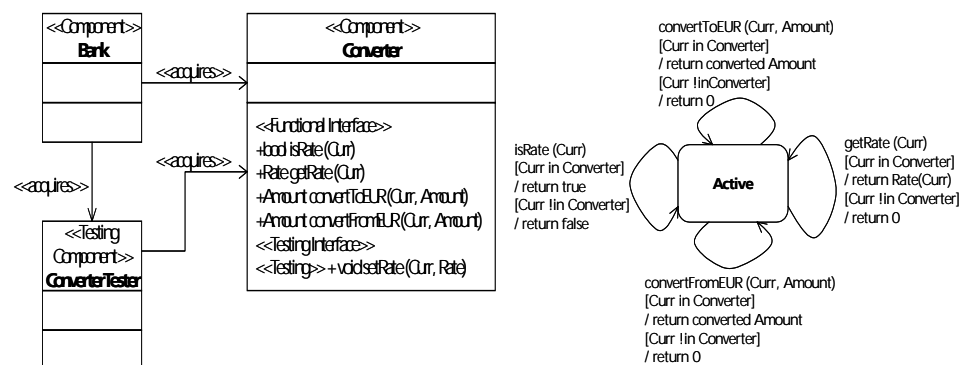 <<Component>>
Bank
<<acquires>>
<<Component>>
Converter
<<Functional Interface>>
+bool isRate (Curr)
+Rate getRate (Curr)
+Amount convertToEUR (Curr, Amount)
+Amount convertFromEUR (Curr, Amount)
<<Testing Interface>>
<<Testing>> + void setRate (Curr, Rate)
<<acquires>>
<<acquires>>
<<Testing
Component>>
ConverterTester
convertToEUR (Curr, Amount)
[Curr in Converter]
/ return converted Amount
[Curr !inConverter]
/ return 0
isRate (Curr)
[Curr in Converter]
/ return true
[Curr !in Converter]
/ return false
Active
getRate (Curr)
[Curr in Converter]
/ return Rate(Curr)
[Curr !in Converter]
/ return 0
convertFromEUR (Curr, Amount)
[Curr in Converter]
/ return converted Amount
[Curr !in Converter]
/ return 0